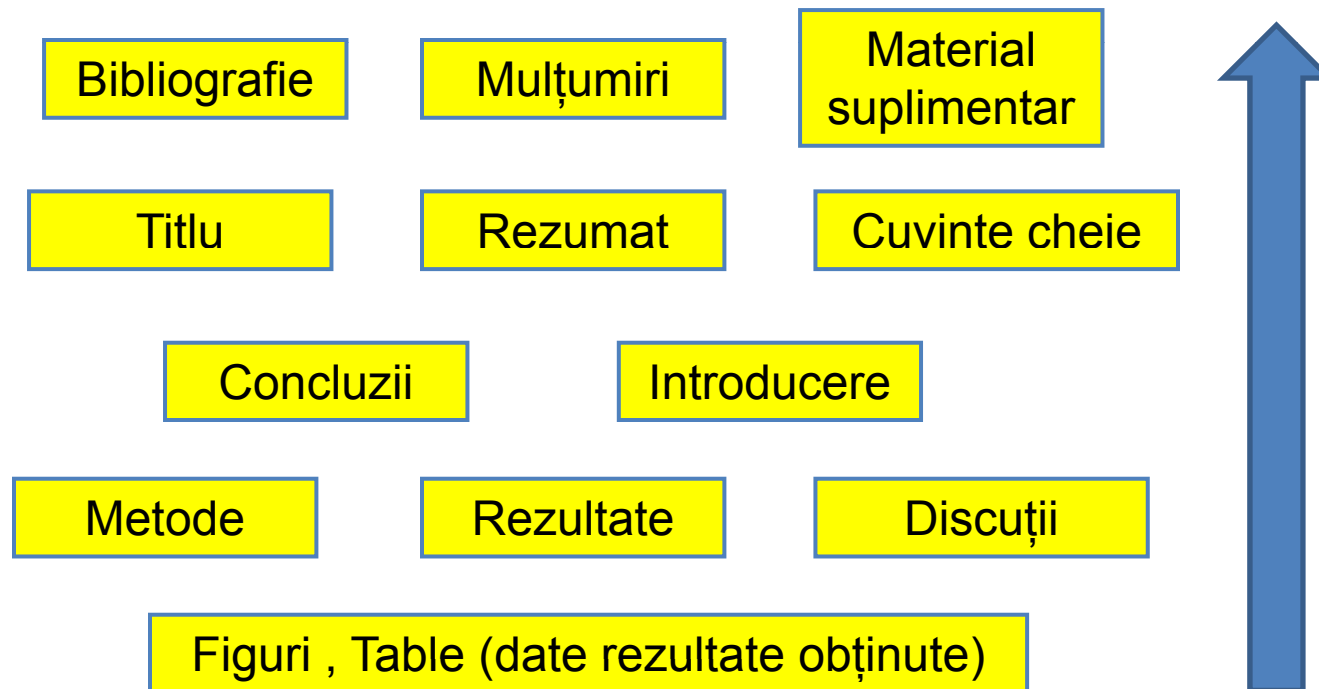 Bibliografie
Mulțumiri
Material
suplimentar
Titlu
Rezumat
Cuvinte cheie
Concluzii
Introducere
Metode
Rezultate
Discuții
Figuri , Table (date rezultate obținute)